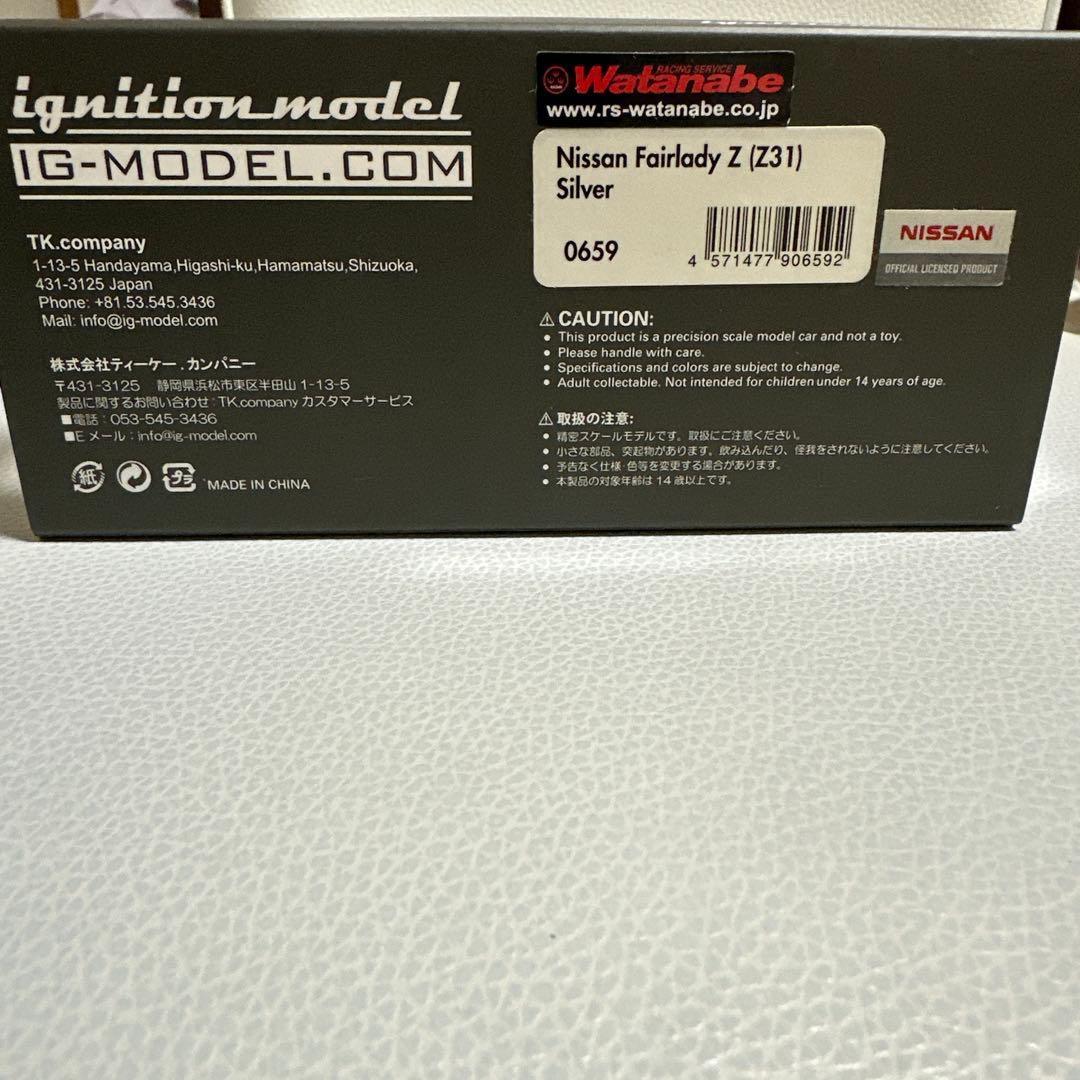 ignition model
IG-MODEL.COM
TK.company
1-13-5 Handayama,Higashi-ku,Hamamatsu,Shizuoka,
431-3125 Japan
Phone: +81.53.545.3436
Mail: info@ig-model.com
株式会社ティーケー.カンパニー
〒431-3125 静岡県浜松市東区半田山1-13-5
製品に関するお問い合わせ:TK.company カスタマーサービス
■電話:053-545-3436
■Eメール:info@ig-model.com
紙
プラ
MADE IN CHINA
RACING SERVICE
Watanabe
www.rs-watanabe.co.jp
Nissan Fairlady Z (Z31)
Silver
0659
4 571477 906592
NISSAN
OFFICIAL LICENSED PRODUCT
⚠ CAUTION:
• This product is a precision scale model car and not a toy.
• Please handle with care.
• Specifications and colors are subject to change.
• Adult collectable. Not intended for children under 14 years of age.
⚠ 取扱の注意:
• 精密スケールモデルです。取扱にご注意ください。
• 小さな部品、突起物があります。飲み込んだり、怪我をされないように注意してください。
• 予告なく仕様・色等を変更する場合があります。
• 本製品の対象年齢は14歳以上です。